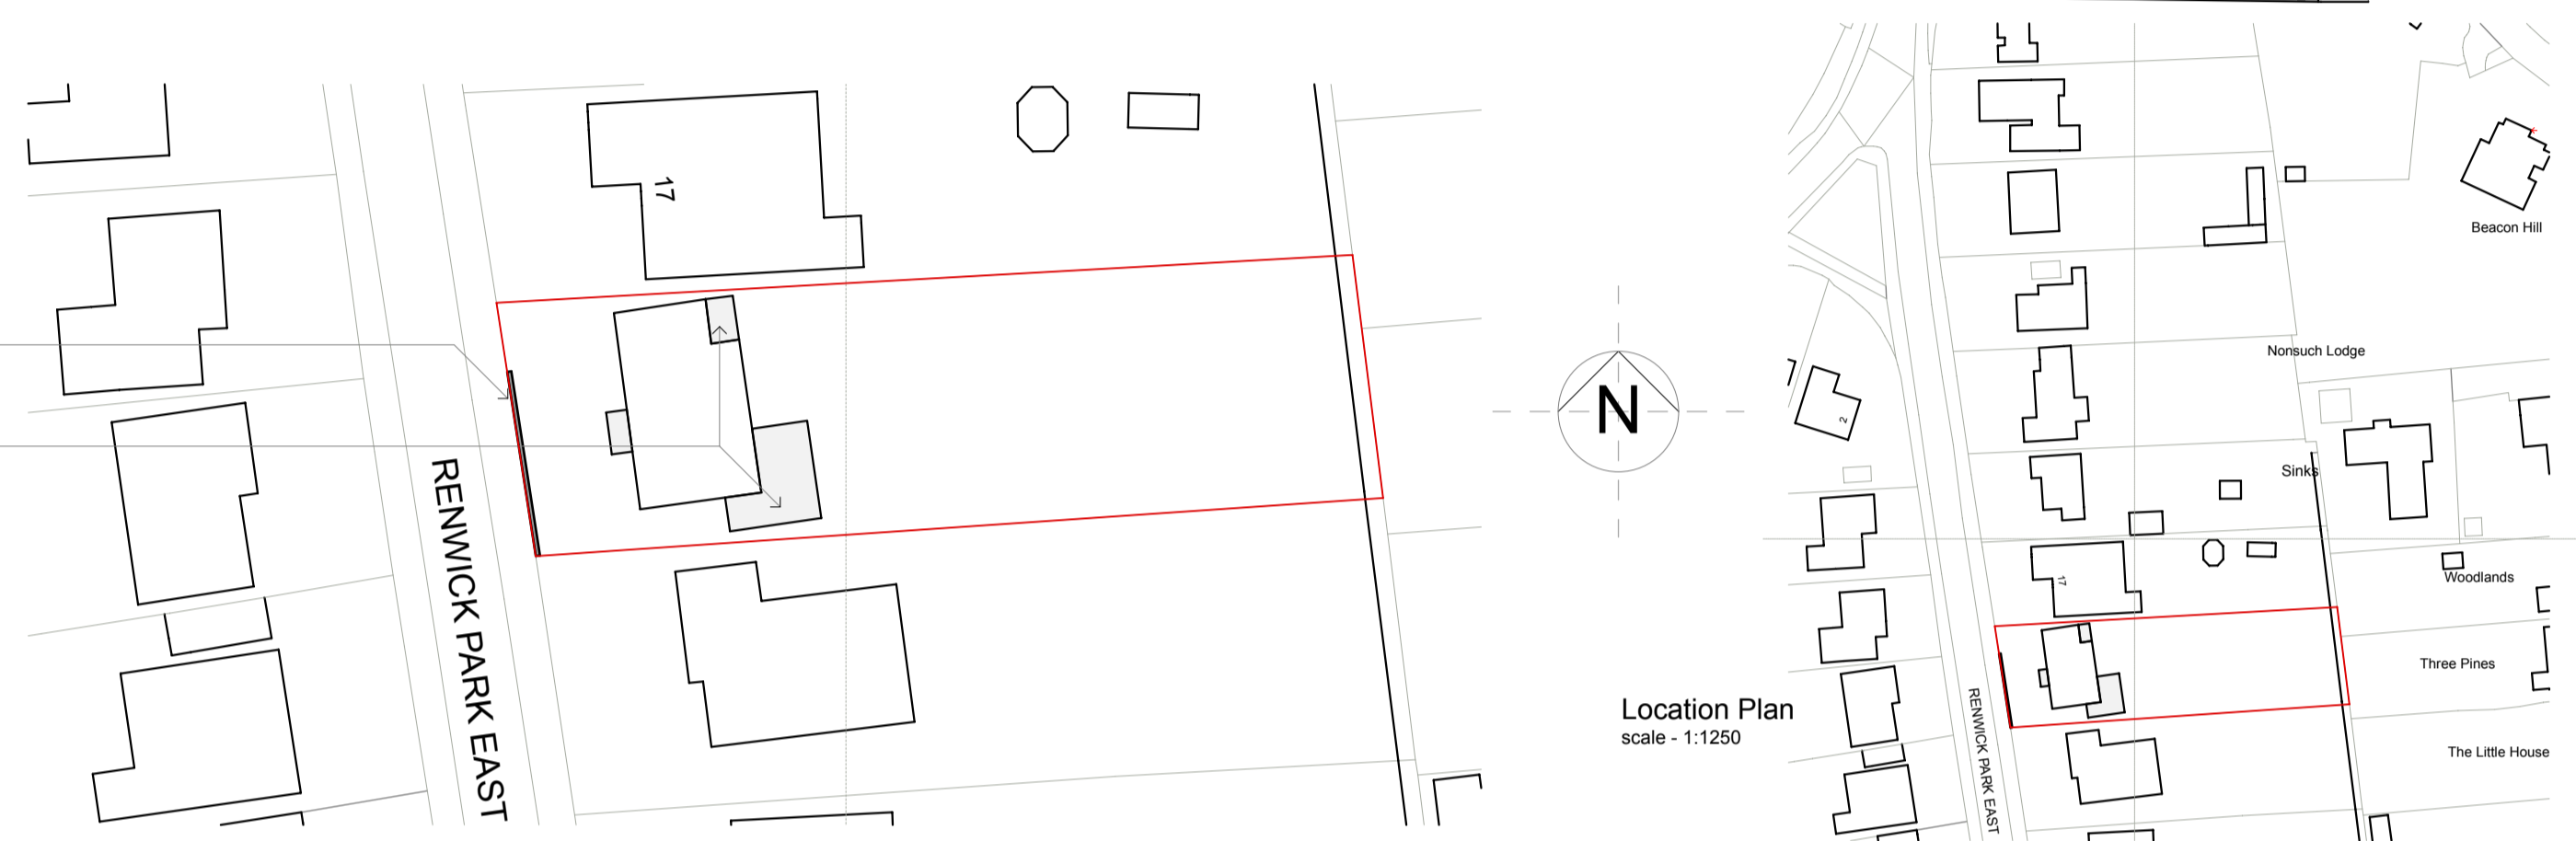 17
RENWICK PARK EAST
N
Location Plan
scale - 1:1250
Beacon Hill
Nonsuch Lodge
2
Sinks
17
Woodlands
Three Pines
RENWICK PARK EAST
The Little House